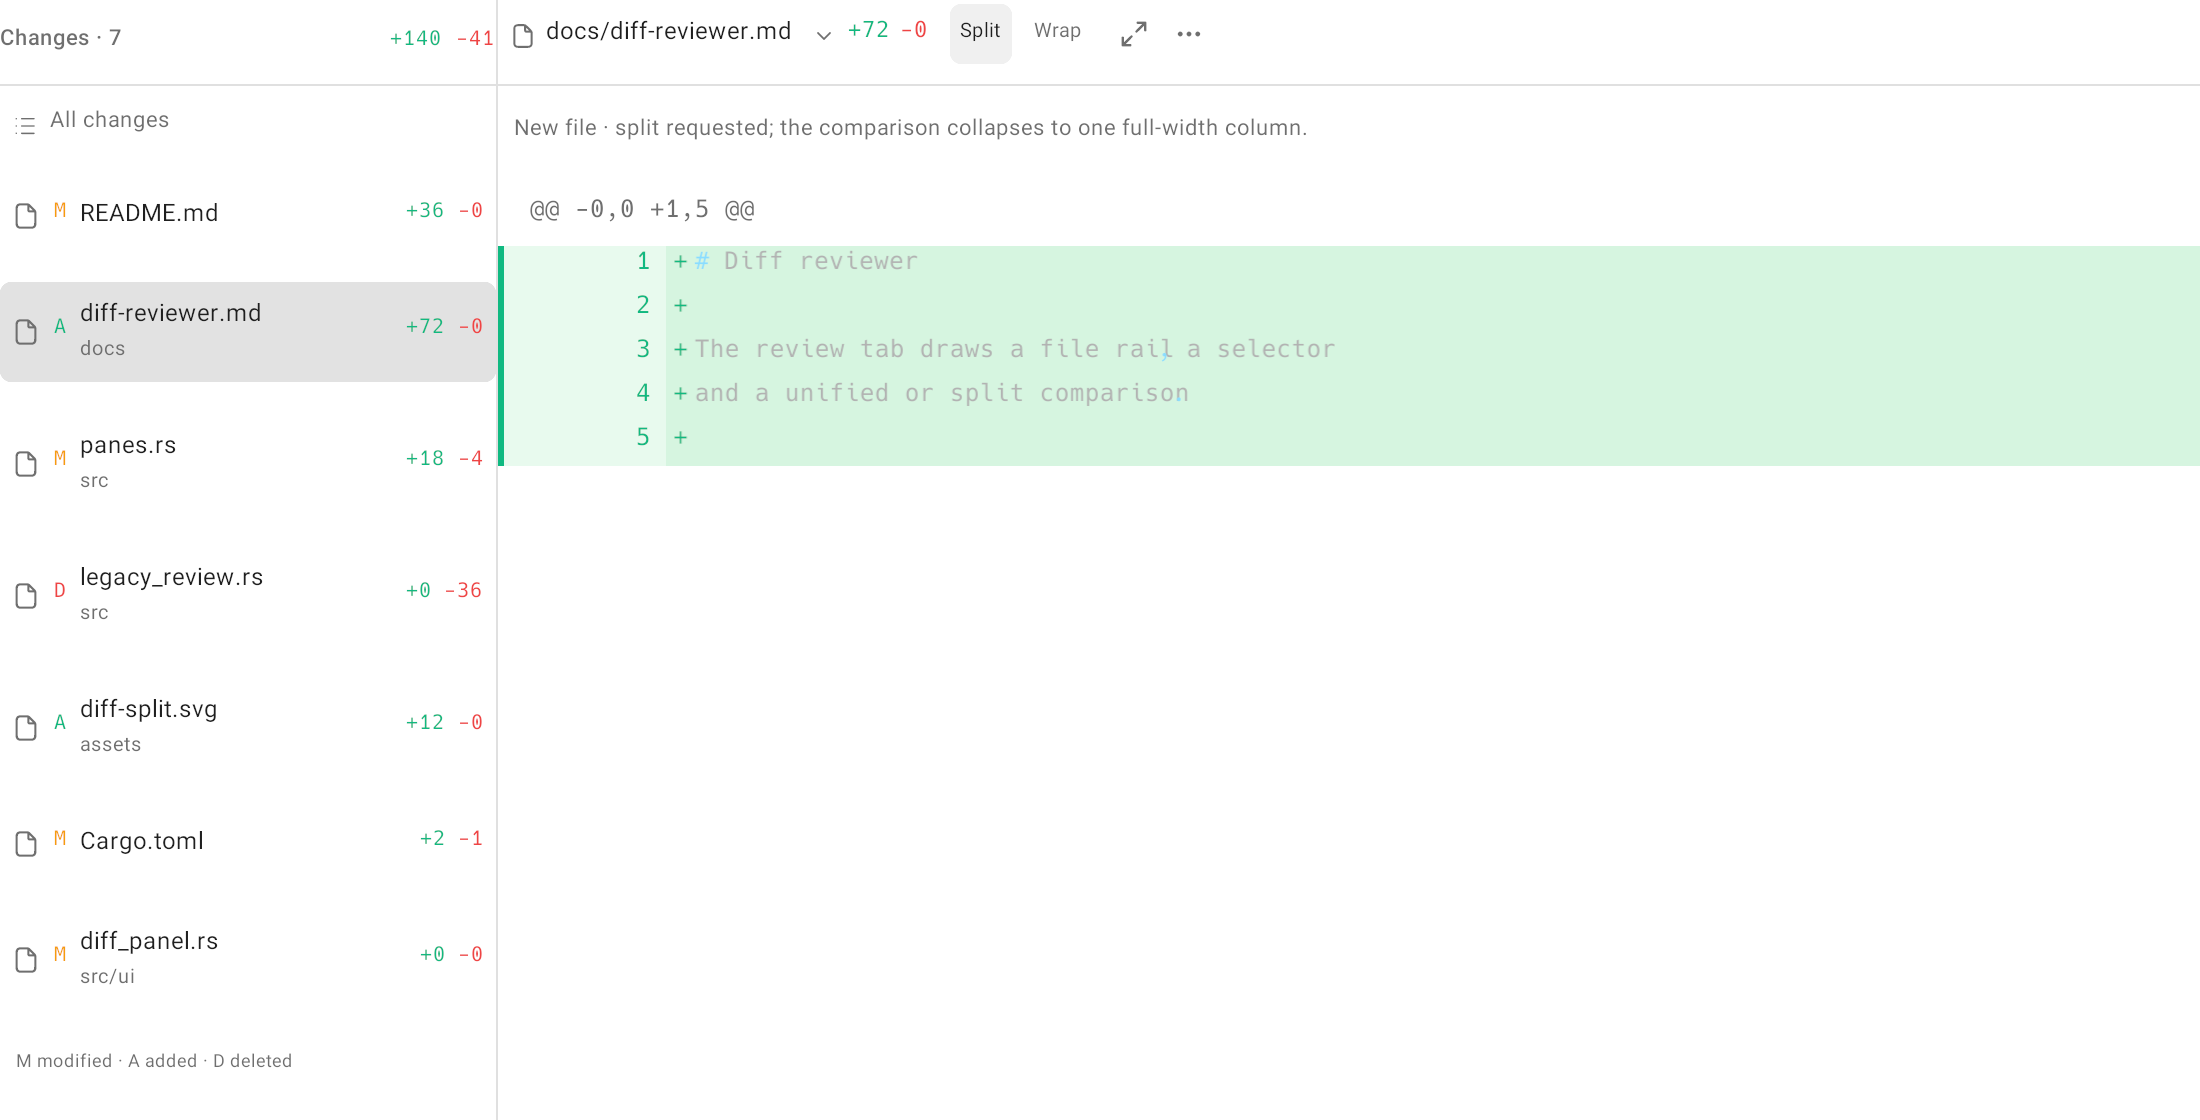 Changes · 7 +140 -41
All changes
M README.md +36 -0
A diff-reviewer.md +72 -0
docs
M panes.rs +18 -4
src
D legacy_review.rs +0 -36
src
A diff-split.svg +12 -0
assets
M Cargo.toml +2 -1
M diff_panel.rs +0 -0
src/ui
M modified · A added · D deleted
docs/diff-reviewer.md +72 -0 Split Wrap
New file · split requested; the comparison collapses to one full-width column.
@@ -0,0 +1,5 @@
1 +# Diff reviewer
2 +
3 +The review tab draws a file rail, a selector
4 +and a unified or split comparison.
5 +